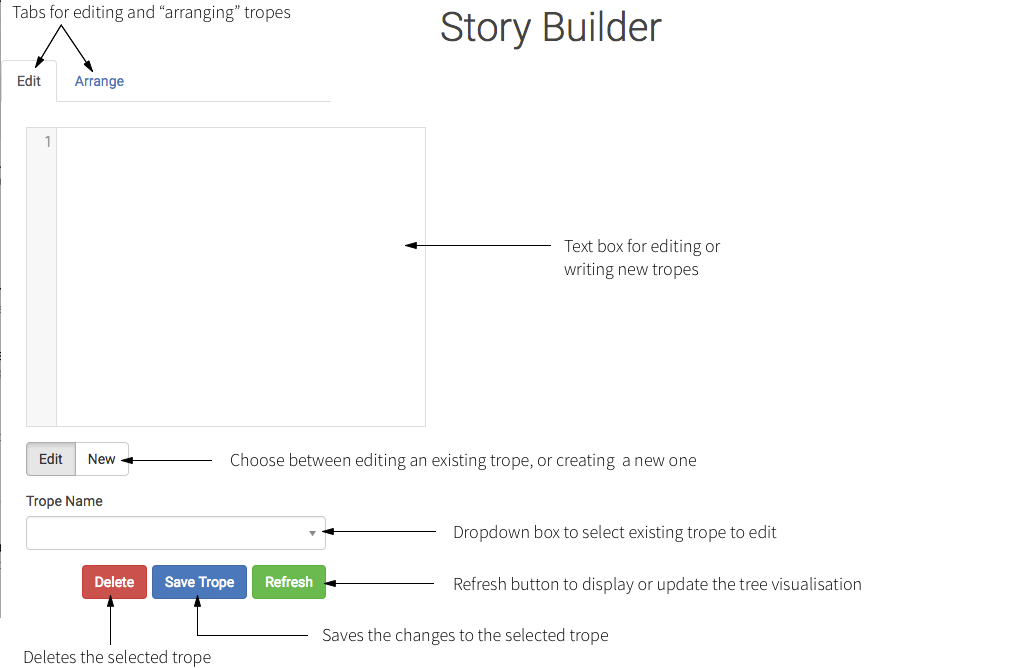 Tabs for editing and “arranging” tropes
Story Builder
Edit
Arrange
1
Text box for editing or
writing new tropes
Edit
New
Choose between editing an existing trope, or creating a new one
Trope Name
Dropdown box to select existing trope to edit
Delete
Save Trope
Refresh
Refresh button to display or update the tree visualisation
Saves the changes to the selected trope
Deletes the selected trope